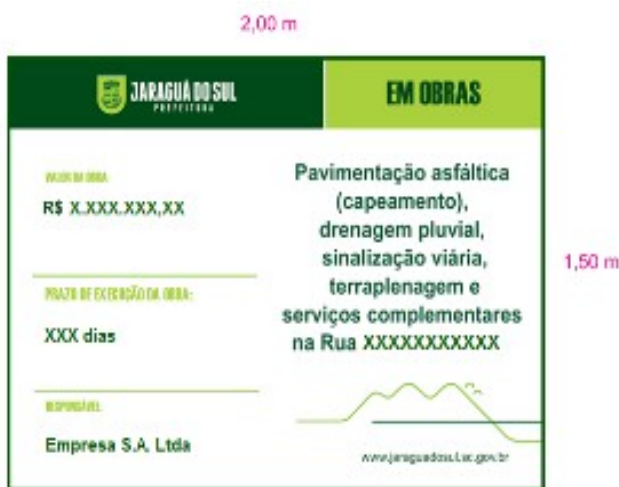 2,00 m
JARAGUÁ DO SUL
PREFEITURA
EM OBRAS
VALOR DA OBRA:
R$ X.XXX.XXX,XX
PRAZO DE EXECUÇÃO DA OBRA:
XXX dias
RESPONSÁVEL:
Empresa S.A. Ltda
Pavimentação asfáltica
(capeamento),
drenagem pluvial,
sinalização viária,
terraplenagem e
serviços complementares
na Rua XXXXXXXXXXX
www.jaraguadosul.sc.gov.br
1,50 m